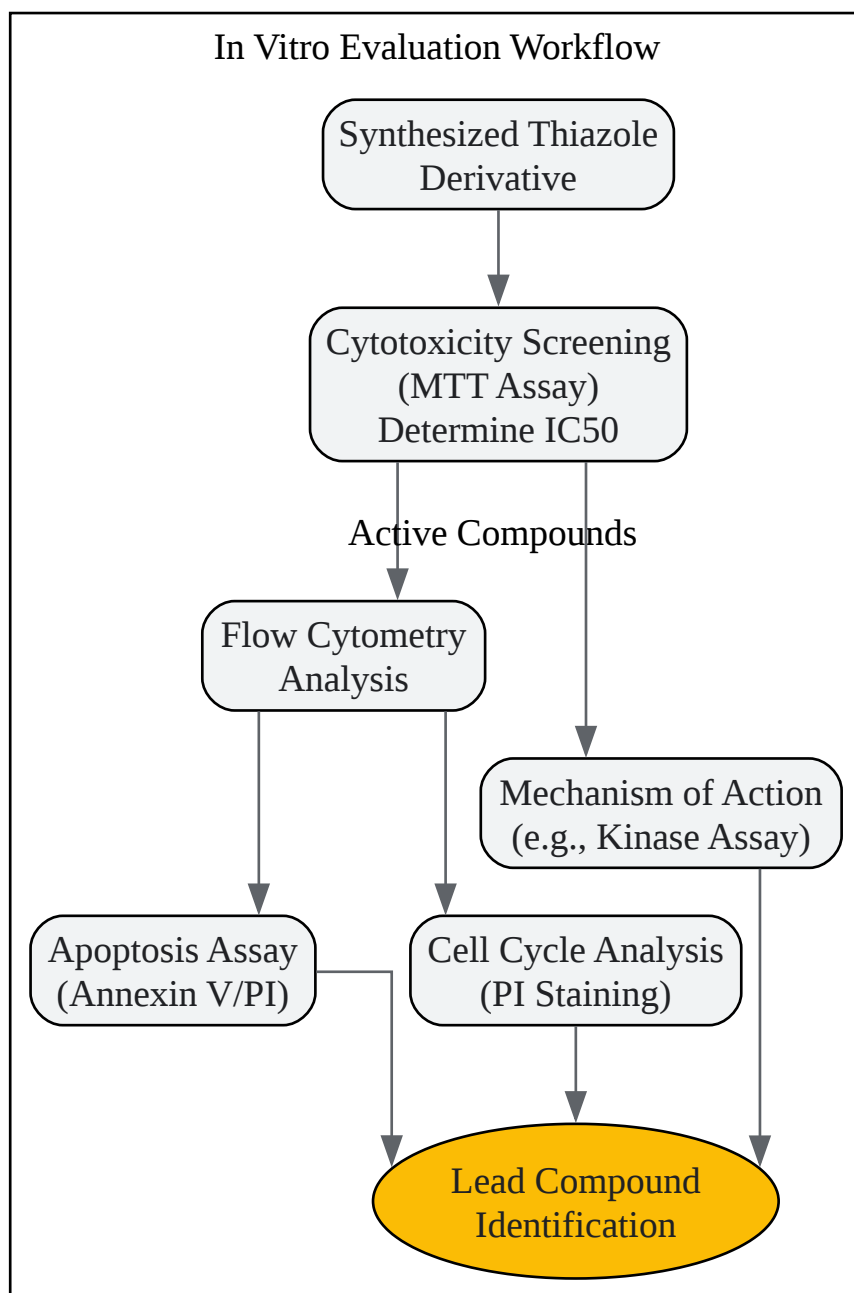 In Vitro Evaluation Workflow
Synthesized Thiazole
Derivative
Cytotoxicity Screening
(MTT Assay)
Determine IC50
Active Compounds
Flow Cytometry
Analysis
Mechanism of Action
(e.g., Kinase Assay)
Apoptosis Assay
(Annexin V/PI)
Cell Cycle Analysis
(PI Staining)
Lead Compound
Identification